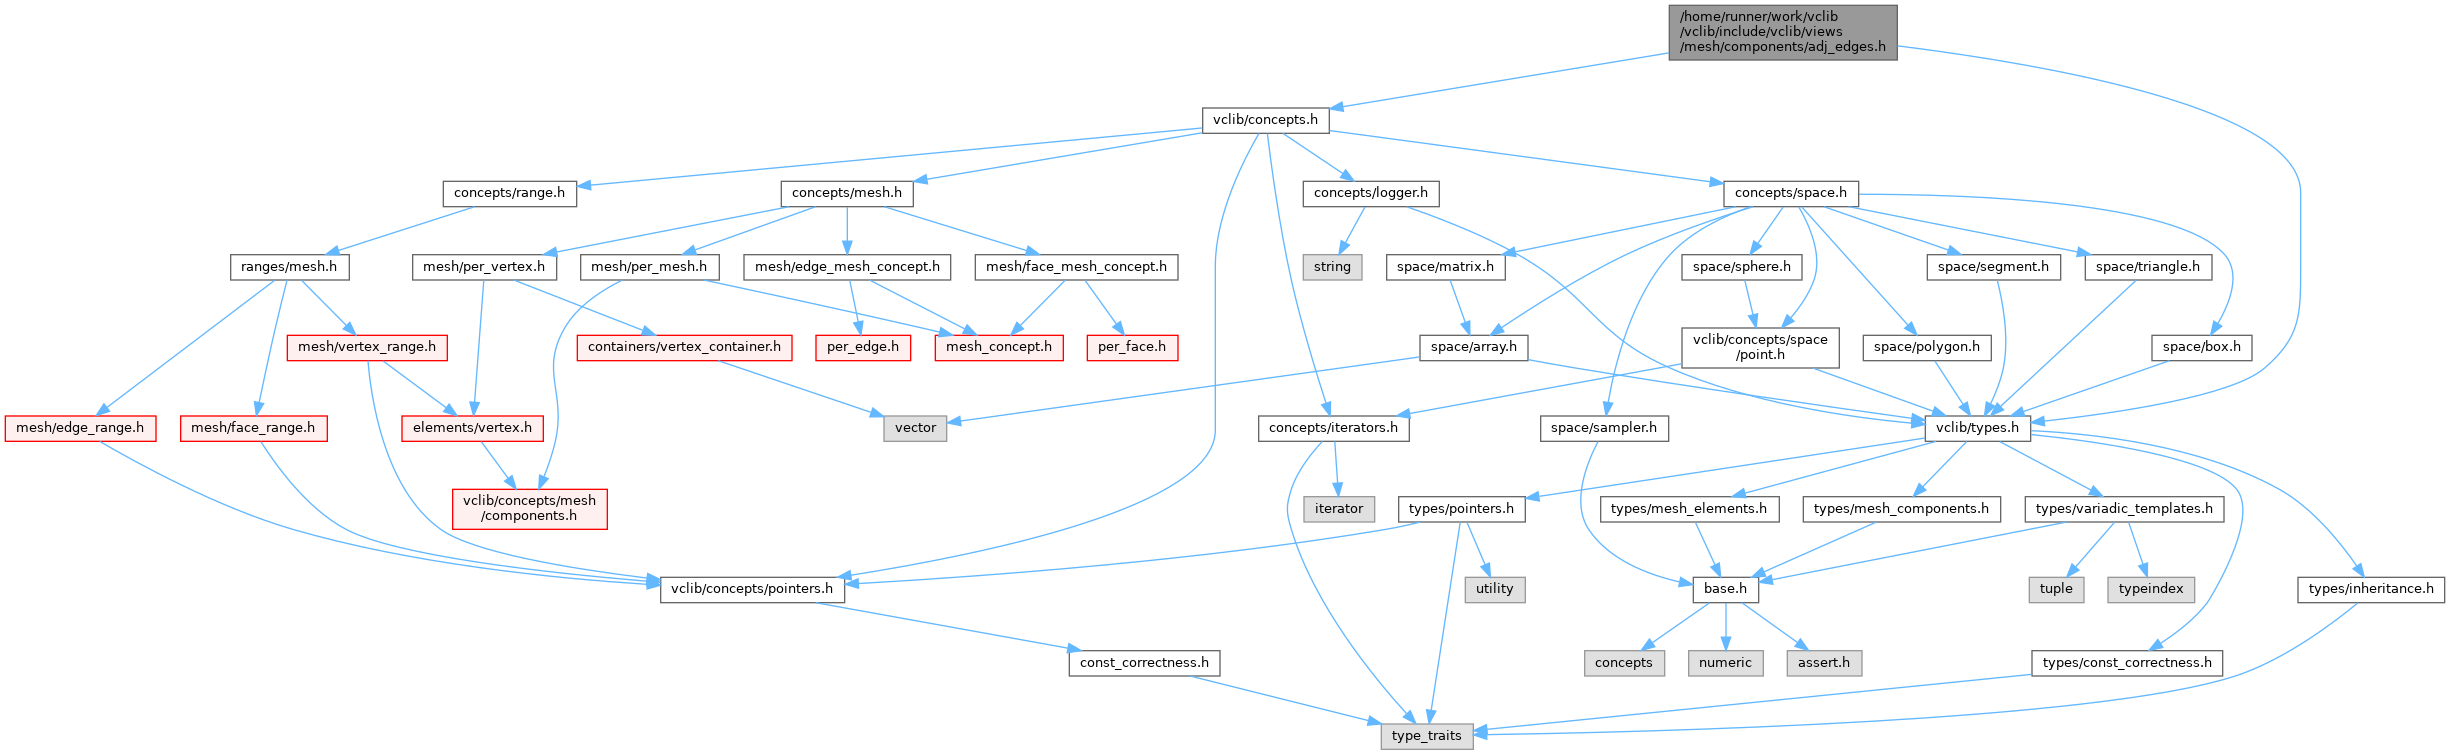 /home/runner/work/vclib
/vclib/include/vclib/views
/mesh/components/adj_edges.h
vclib/concepts.h
concepts/range.h
concepts/mesh.h
concepts/logger.h
concepts/space.h
ranges/mesh.h
mesh/per_vertex.h
mesh/per_mesh.h
mesh/edge_mesh_concept.h
mesh/face_mesh_concept.h
string
space/matrix.h
space/sphere.h
space/segment.h
space/triangle.h
mesh/vertex_range.h
containers/vertex_container.h
per_edge.h
mesh_concept.h
per_face.h
space/array.h
vclib/concepts/space
/point.h
space/polygon.h
space/box.h
mesh/edge_range.h
mesh/face_range.h
elements/vertex.h
vector
concepts/iterators.h
space/sampler.h
vclib/types.h
vclib/concepts/mesh
/components.h
iterator
types/pointers.h
types/mesh_elements.h
types/mesh_components.h
types/variadic_templates.h
vclib/concepts/pointers.h
utility
base.h
tuple
typeindex
types/inheritance.h
const_correctness.h
concepts
numeric
assert.h
types/const_correctness.h
type_traits